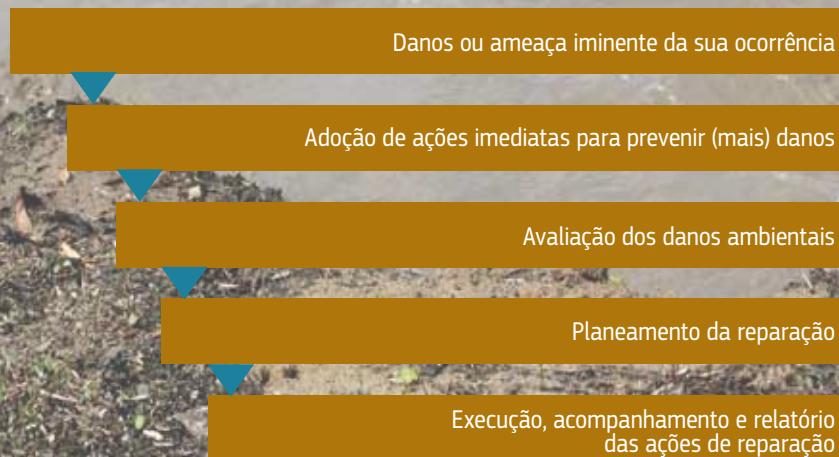 Danos ou ameaça iminente da sua ocorrência
Adoção de ações imediatas para prevenir (mais) danos
Avaliação dos danos ambientais
Planeamento da reparação
Execução, acompanhamento e relatório
das ações de reparação